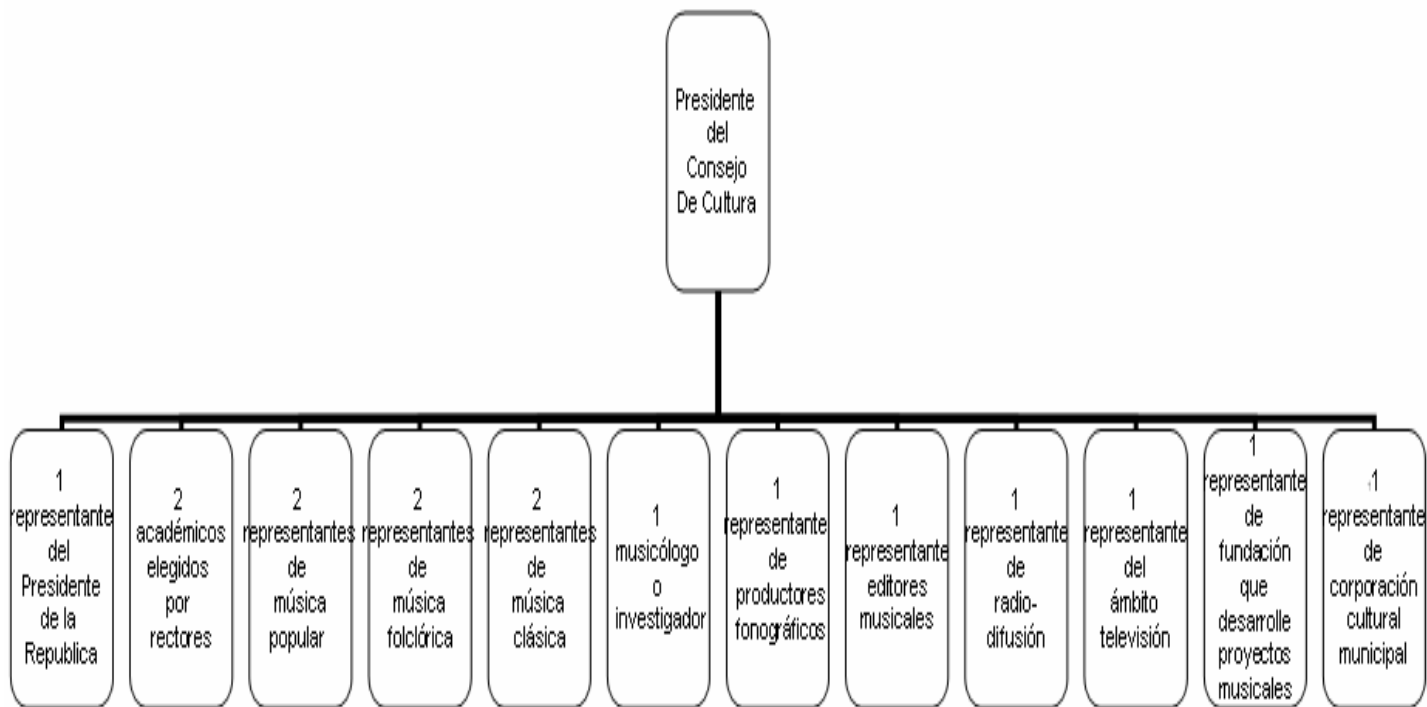 Presidente
del
Consejo
De Cultura
1
representante
del
Presidente
de la
Republica
2
académicos
elegidos
por
rectores
2
representantes
de
música
popular
2
representantes
de
música
folclórica
2
representantes
de
música
clásica
1
musicólogo
o
investigador
1
representante
de
productores
fonográficos
1
representante
editores
musicales
1
representante
de
radio-
difusión
1
representante
del
ámbito
televisión
1
representante
de
fundación
que
desarrolle
proyectos
musicales
1
representante
de
corporación
cultural
municipal